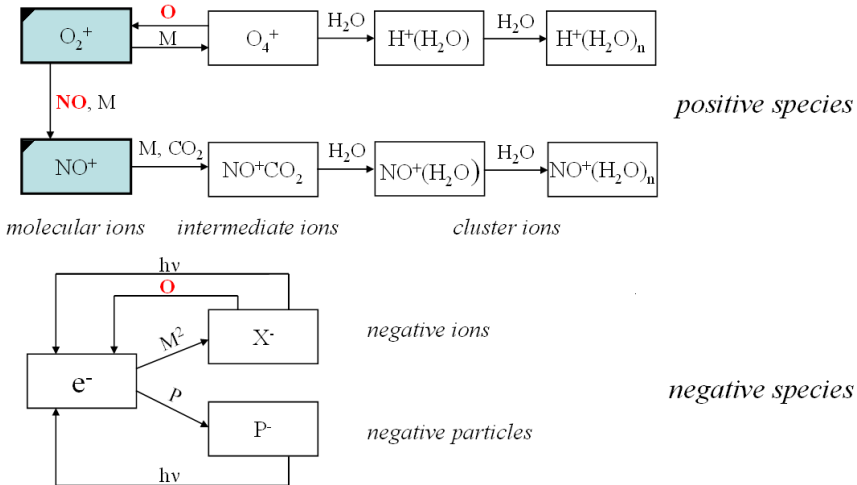 O
O₂⁺ M O₄⁺ H₂O H⁺(H₂O) H₂O H⁺(H₂O)ₙ
NO, M
positive species
NO⁺ M, CO₂ NO⁺CO₂ H₂O NO⁺(H₂O) H₂O NO⁺(H₂O)ₙ
molecular ions intermediate ions cluster ions
hν
O
M² X⁻ negative ions
e⁻
negative species
P P⁻ negative particles
hν